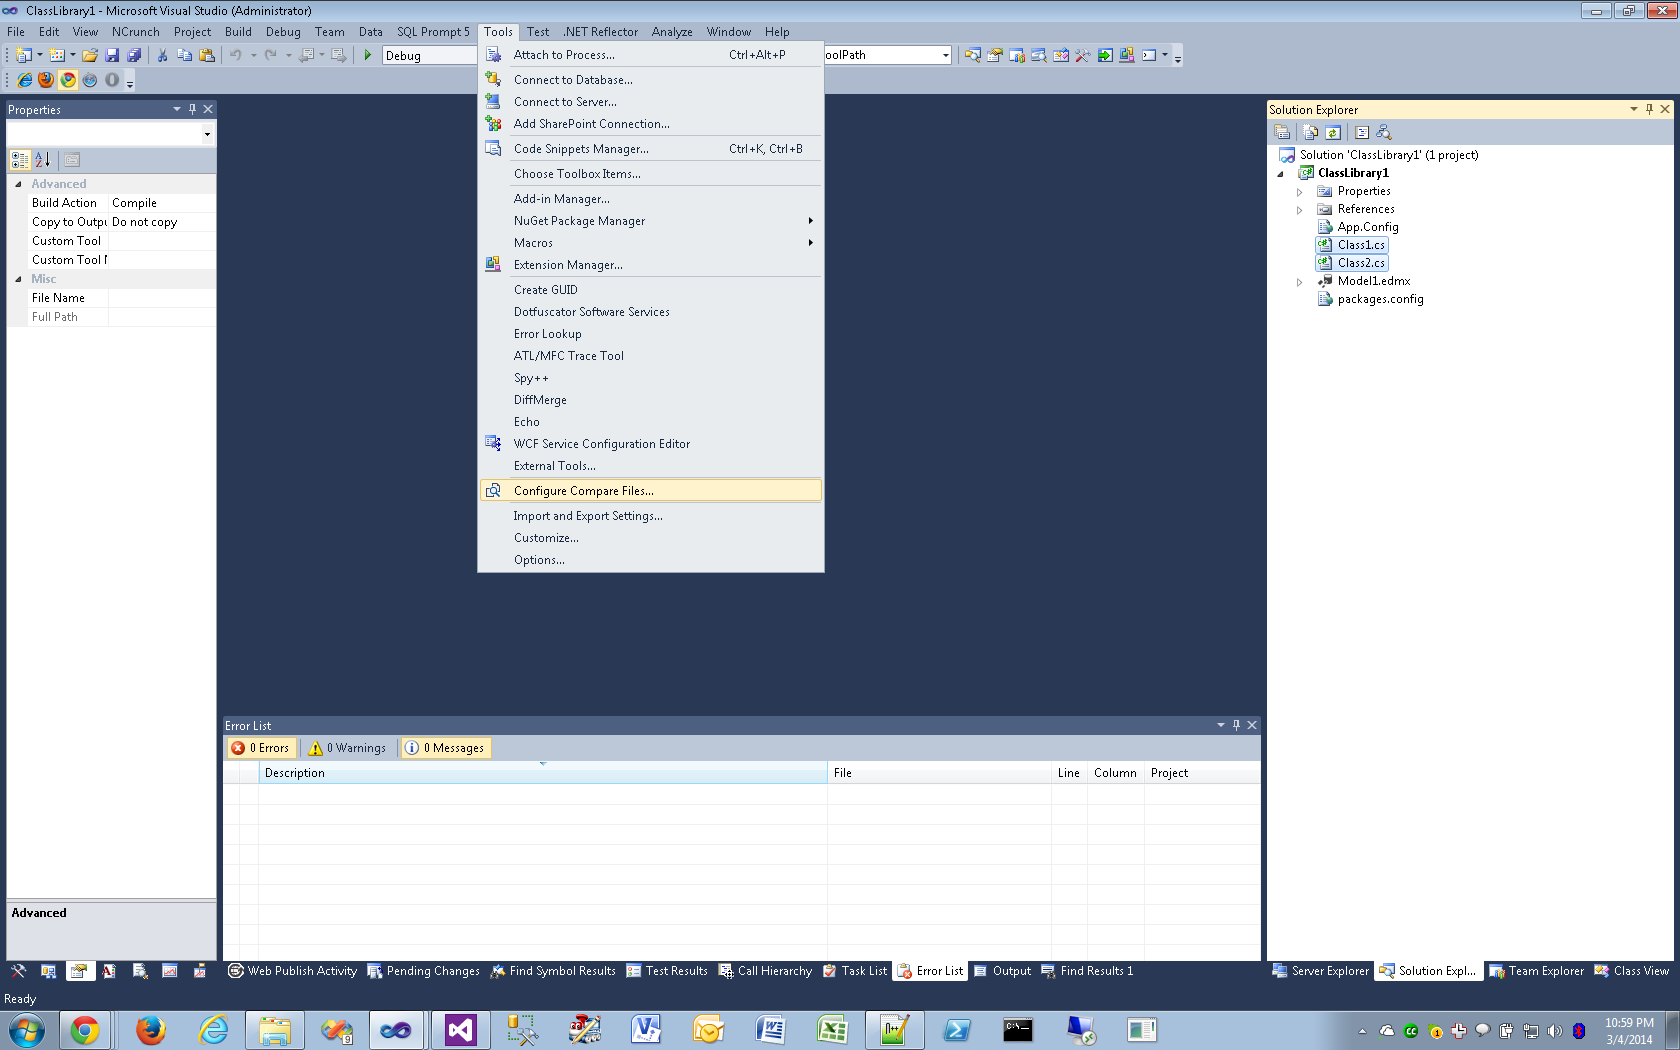 ClassLibrary1 - Microsoft Visual Studio (Administrator)
File Edit View NCrunch Project Build Debug Team Data SQL Prompt 5 Tools Test .NET Reflector Analyze Window Help
Debug
oolPath
Attach to Process... Ctrl+Alt+P
Connect to Database...
Connect to Server...
Add SharePoint Connection...
Code Snippets Manager... Ctrl+K, Ctrl+B
Choose Toolbox Items...
Add-in Manager...
NuGet Package Manager
Macros
Extension Manager...
Create GUID
Dotfuscator Software Services
Error Lookup
ATL/MFC Trace Tool
Spy++
DiffMerge
Echo
WCF Service Configuration Editor
External Tools...
Configure Compare Files...
Import and Export Settings...
Customize...
Options...
Properties
Advanced
Build Action Compile
Copy to Outpu Do not copy
Custom Tool
Custom Tool N
Misc
File Name
Full Path
Advanced
Solution Explorer
Solution 'ClassLibrary1' (1 project)
ClassLibrary1
Properties
References
App.Config
Class1.cs
Class2.cs
Model1.edmx
packages.config
Error List
0 Errors 0 Warnings 0 Messages
Description File Line Column Project
Web Publish Activity Pending Changes Find Symbol Results Test Results Call Hierarchy Task List Error List Output Find Results 1
Server Explorer Solution Expl... Team Explorer Class View
Ready
10:59 PM
3/4/2014